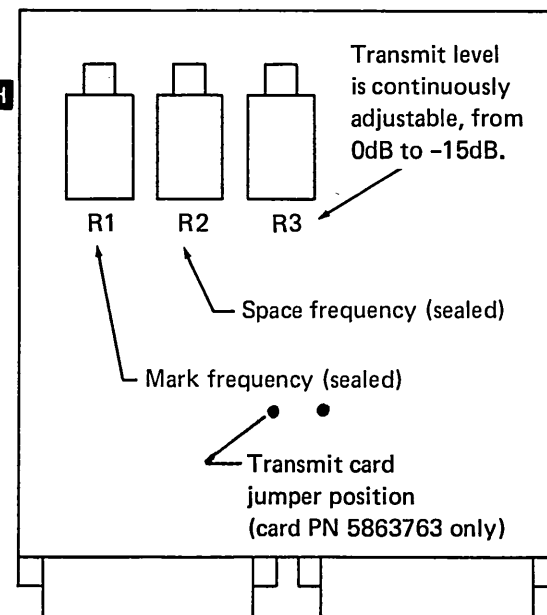 H
Transmit level
is continuously
adjustable, from
0dB to –15dB.
R1 R2 R3
Space frequency (sealed)
Mark frequency (sealed)
Transmit card
jumper position
(card PN 5863763 only)